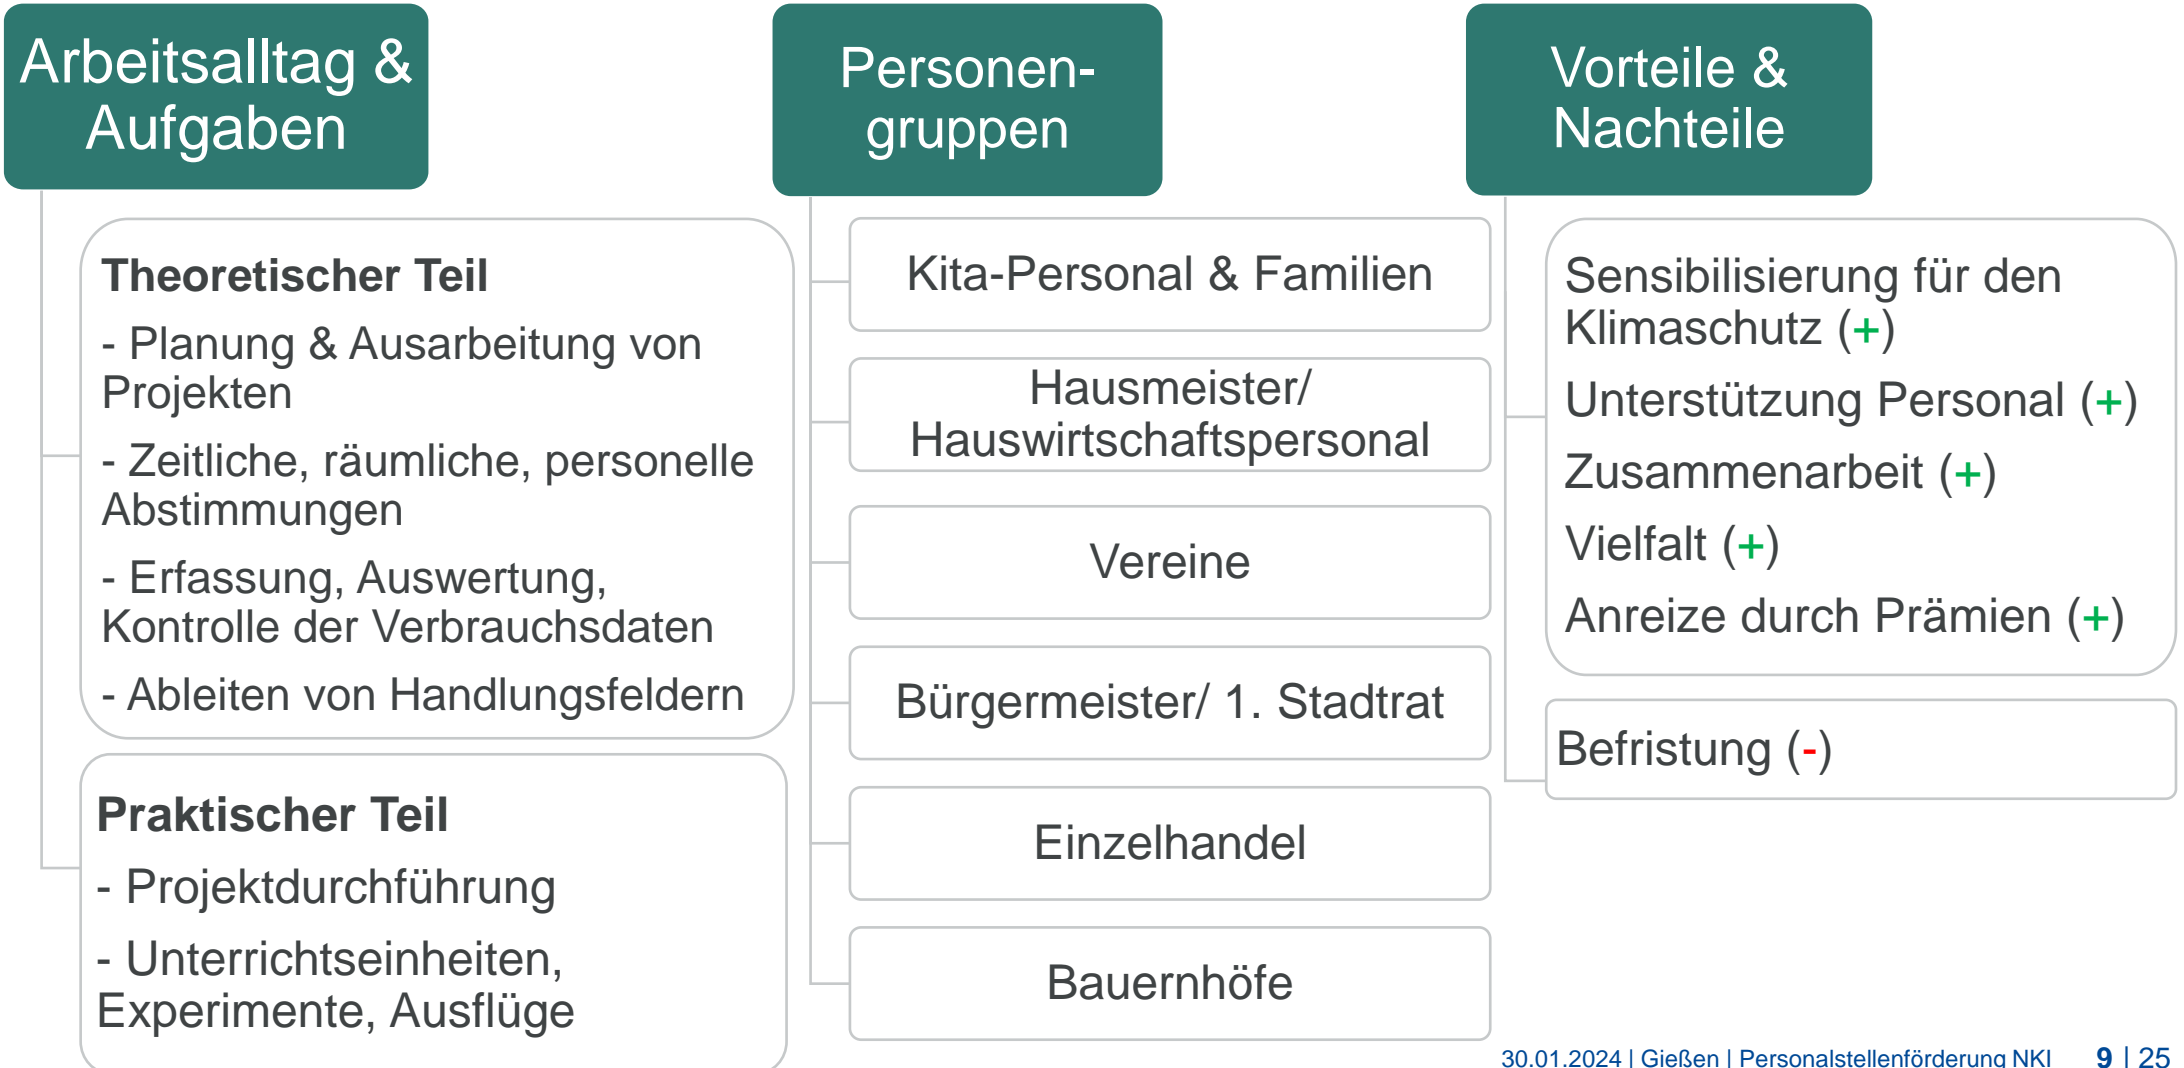 Arbeitsalltag &
Aufgaben
Theoretischer Teil
- Planung & Ausarbeitung von
Projekten
- Zeitliche, räumliche, personelle
Abstimmungen
- Erfassung, Auswertung,
Kontrolle der Verbrauchsdaten
- Ableiten von Handlungsfeldern
Praktischer Teil
- Projektdurchführung
- Unterrichtseinheiten,
Experimente, Ausflüge
Personen-
gruppen
Kita-Personal & Familien
Hausmeister/
Hauswirtschaftspersonal
Vereine
Bürgermeister/ 1. Stadtrat
Einzelhandel
Bauernhöfe
Vorteile &
Nachteile
Sensibilisierung für den
Klimaschutz (+)
Unterstützung Personal (+)
Zusammenarbeit (+)
Vielfalt (+)
Anreize durch Prämien (+)
Befristung (-)
30.01.2024 | Gießen | Personalstellenförderung NKI 9 | 25